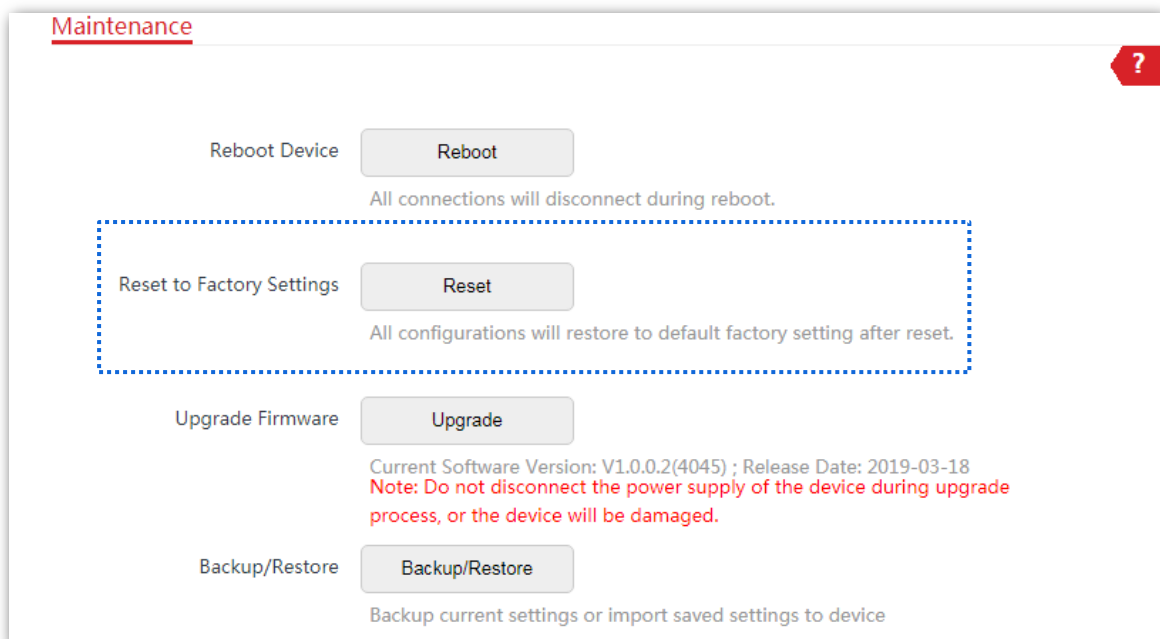 Maintenance
?
Reboot Device
Reboot
All connections will disconnect during reboot.
Reset to Factory Settings
Reset
All configurations will restore to default factory setting after reset.
Upgrade Firmware
Upgrade
Current Software Version: V1.0.0.2(4045) ; Release Date: 2019-03-18
Note: Do not disconnect the power supply of the device during upgrade
process, or the device will be damaged.
Backup/Restore
Backup/Restore
Backup current settings or import saved settings to device